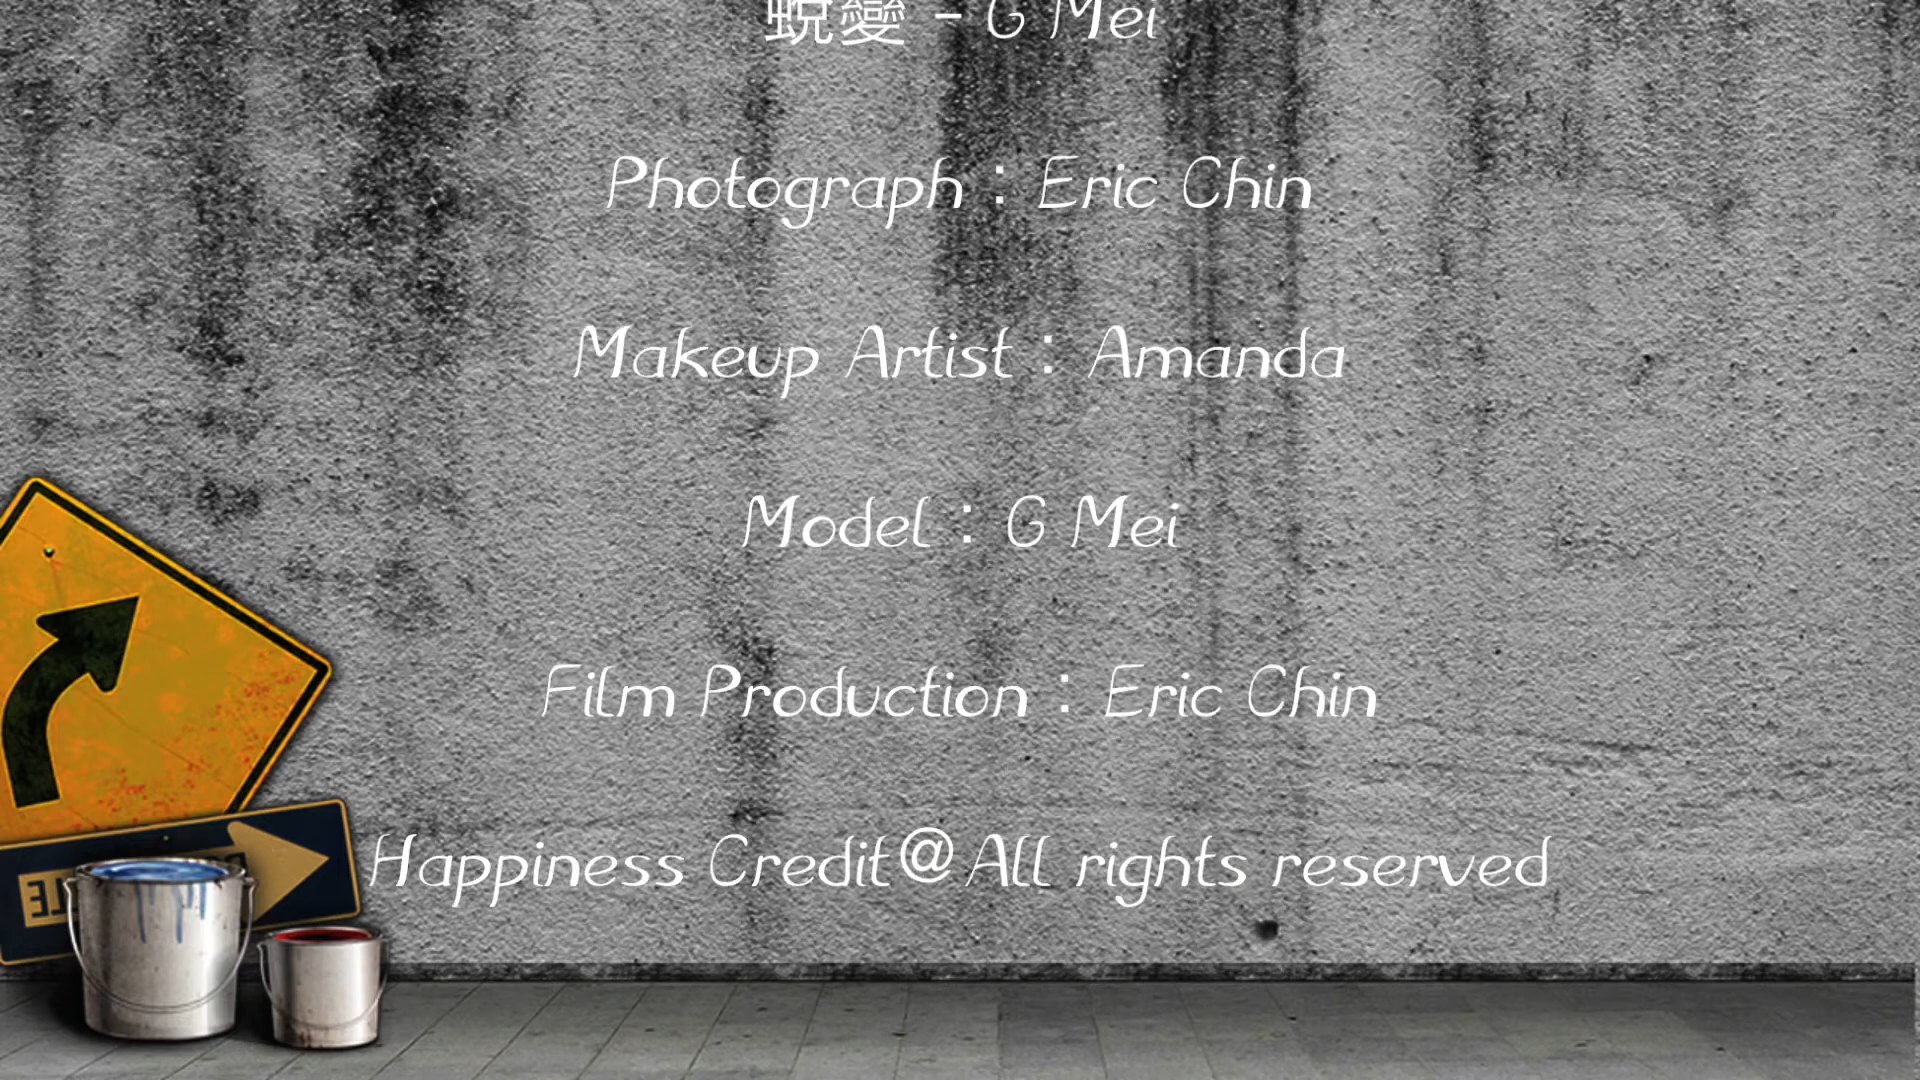 蛻變 - G Mei
Photograph : Eric Chin
Makeup Artist : Amanda
Model : G Mei
Film Production : Eric Chin
Happiness Credit@All rights reserved